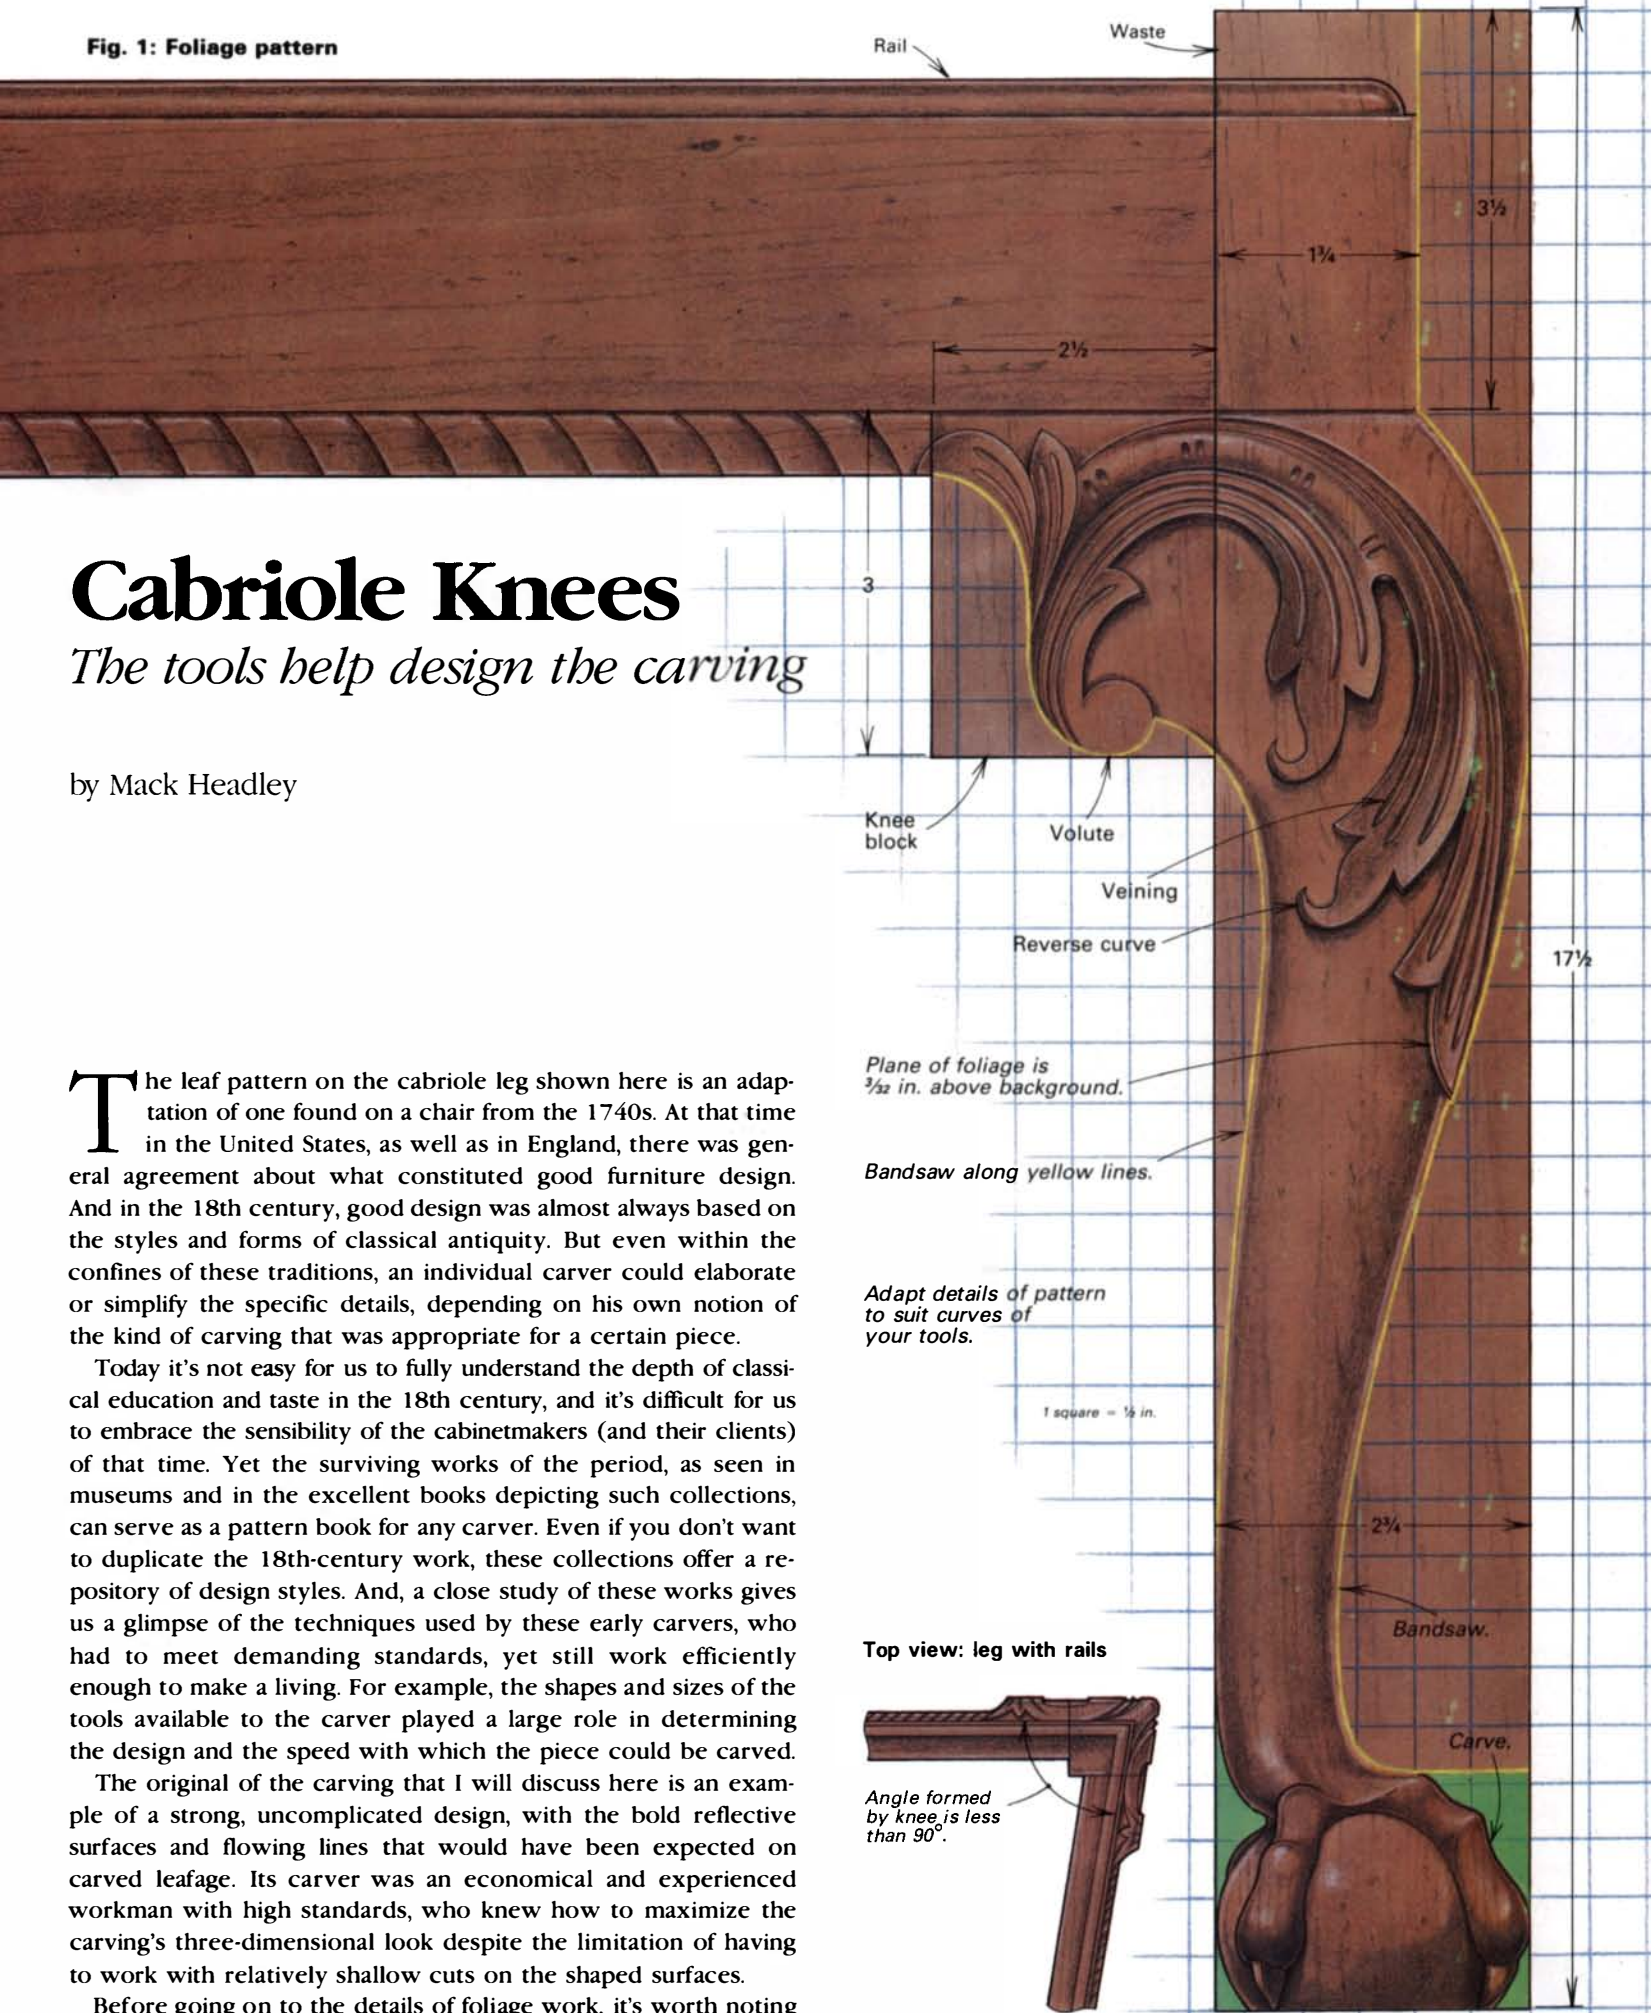 Fig. 1: Foliage pattern
Rail
Waste
3½
1¾
2½
3
Cabriole Knees
The tools help design the carving
by Mack Headley
Knee
block
Volute
Veining
Reverse curve
17½
Plane of foliage is
3/32 in. above background.
Bandsaw along yellow lines.
Adapt details of pattern
to suit curves of
your tools.
1 square = ½ in.
2¾
Bandsaw.
Carve.
Top view: leg with rails
Angle formed
by knee is less
than 90°.
The leaf pattern on the cabriole leg shown here is an adap-
tation of one found on a chair from the 1740s. At that time
in the United States, as well as in England, there was gen-
eral agreement about what constituted good furniture design.
And in the 18th century, good design was almost always based on
the styles and forms of classical antiquity. But even within the
confines of these traditions, an individual carver could elaborate
or simplify the specific details, depending on his own notion of
the kind of carving that was appropriate for a certain piece.
Today it's not easy for us to fully understand the depth of classi-
cal education and taste in the 18th century, and it's difficult for us
to embrace the sensibility of the cabinetmakers (and their clients)
of that time. Yet the surviving works of the period, as seen in
museums and in the excellent books depicting such collections,
can serve as a pattern book for any carver. Even if you don't want
to duplicate the 18th-century work, these collections offer a re-
pository of design styles. And, a close study of these works gives
us a glimpse of the techniques used by these early carvers, who
had to meet demanding standards, yet still work efficiently
enough to make a living. For example, the shapes and sizes of the
tools available to the carver played a large role in determining
the design and the speed with which the piece could be carved.
The original of the carving that I will discuss here is an exam-
ple of a strong, uncomplicated design, with the bold reflective
surfaces and flowing lines that would have been expected on
carved leafage. Its carver was an economical and experienced
workman with high standards, who knew how to maximize the
carving's three-dimensional look despite the limitation of having
to work with relatively shallow cuts on the shaped surfaces.
Before going on to the details of foliage work, it's worth noting